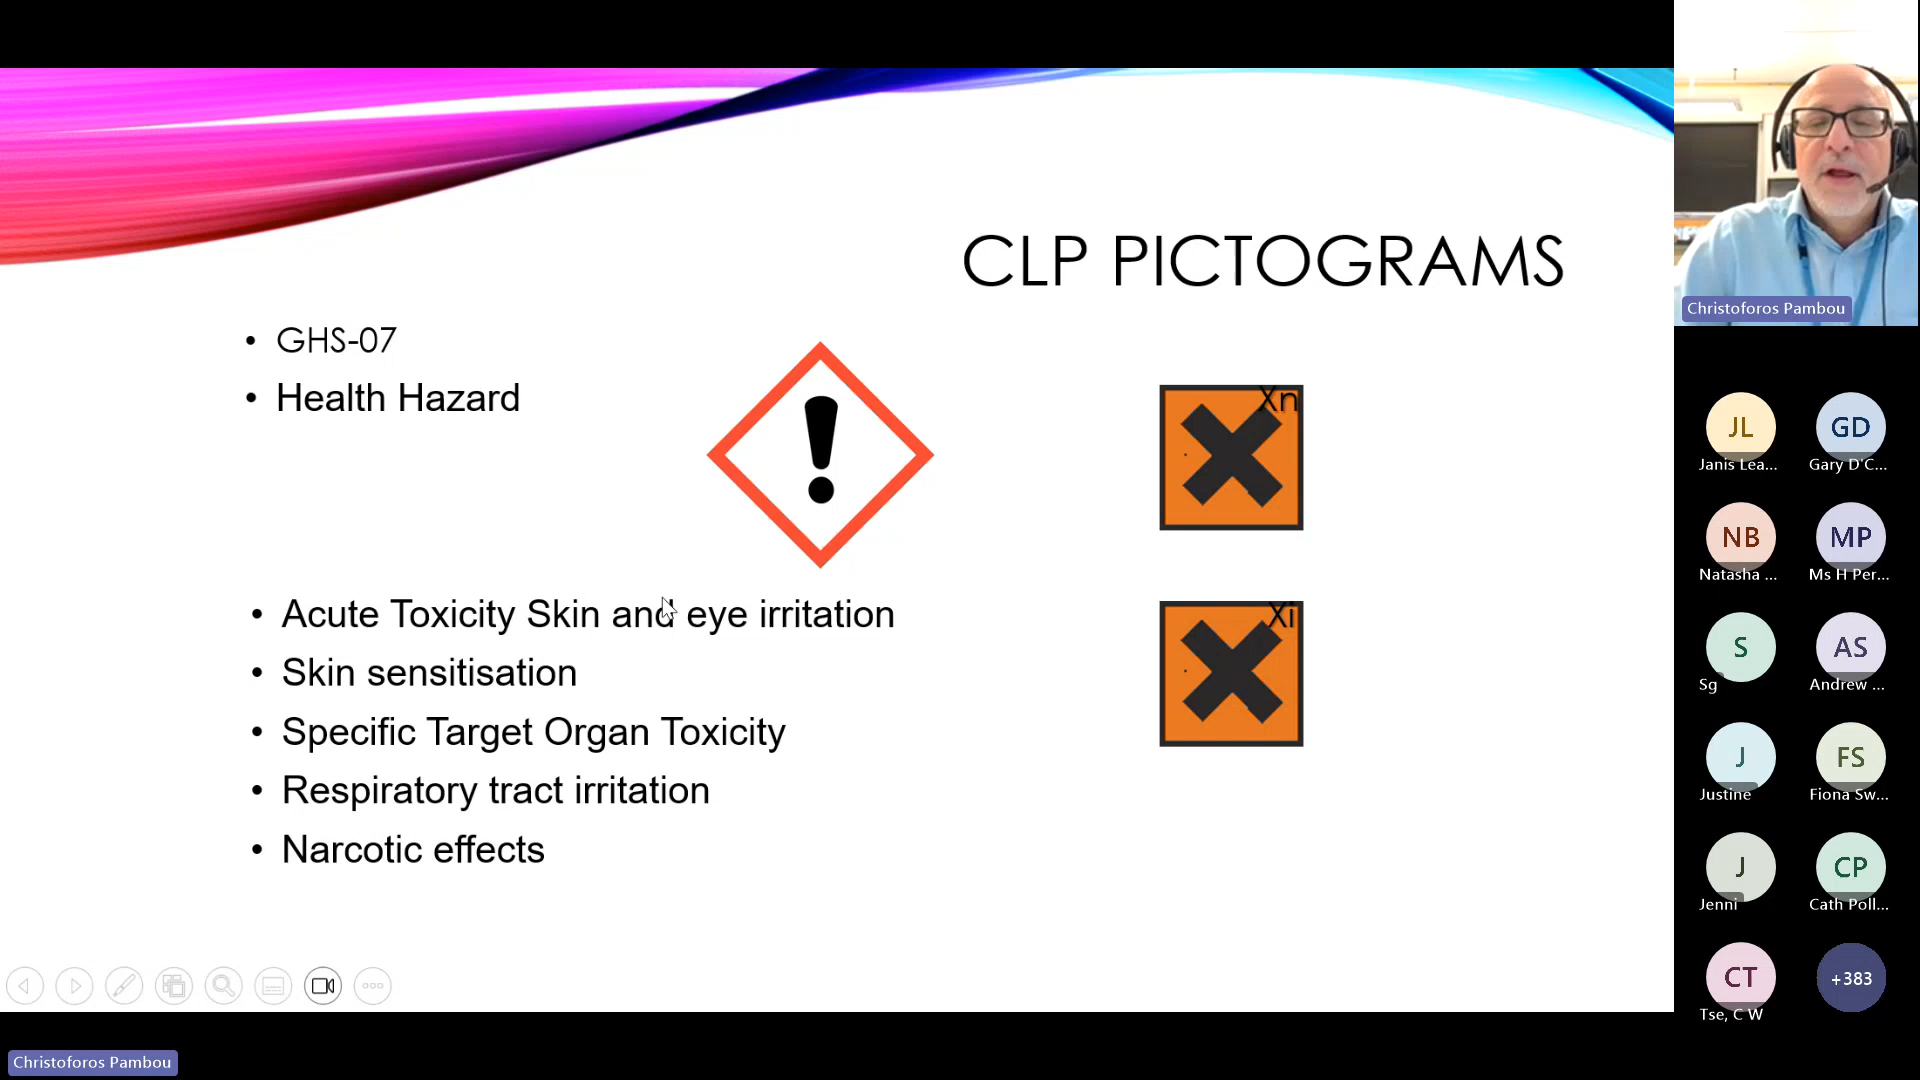 CLP PICTOGRAMS
• GHS-07
• Health Hazard
Xn
Xi
• Acute Toxicity Skin and eye irritation
• Skin sensitisation
• Specific Target Organ Toxicity
• Respiratory tract irritation
• Narcotic effects
Christoforos Pambou
JL
Janis Lea...
GD
Gary D'C...
NB
Natasha ...
MP
Ms H Per...
S
Sg
AS
Andrew ...
J
Justine
FS
Fiona Sw...
J
Jenni
CP
Cath Poll...
CT
Tse, C W
+383
Christoforos Pambou